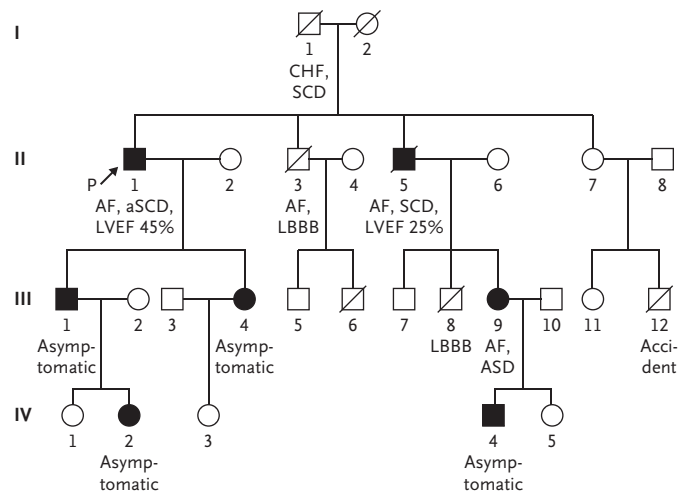 I
1 2
CHF,
SCD
II
P
1 2 3 4 5 6 7 8
AF, aSCD,
LVEF 45%
AF,
LBBB
AF, SCD,
LVEF 25%
III
1 2 3 4 5 6 7 8 9 10 11 12
Asymp-
tomatic
Asymp-
tomatic
LBBB
AF,
ASD
Acci-
dent
IV
1 2 3 4 5
Asymp-
tomatic
Asymp-
tomatic